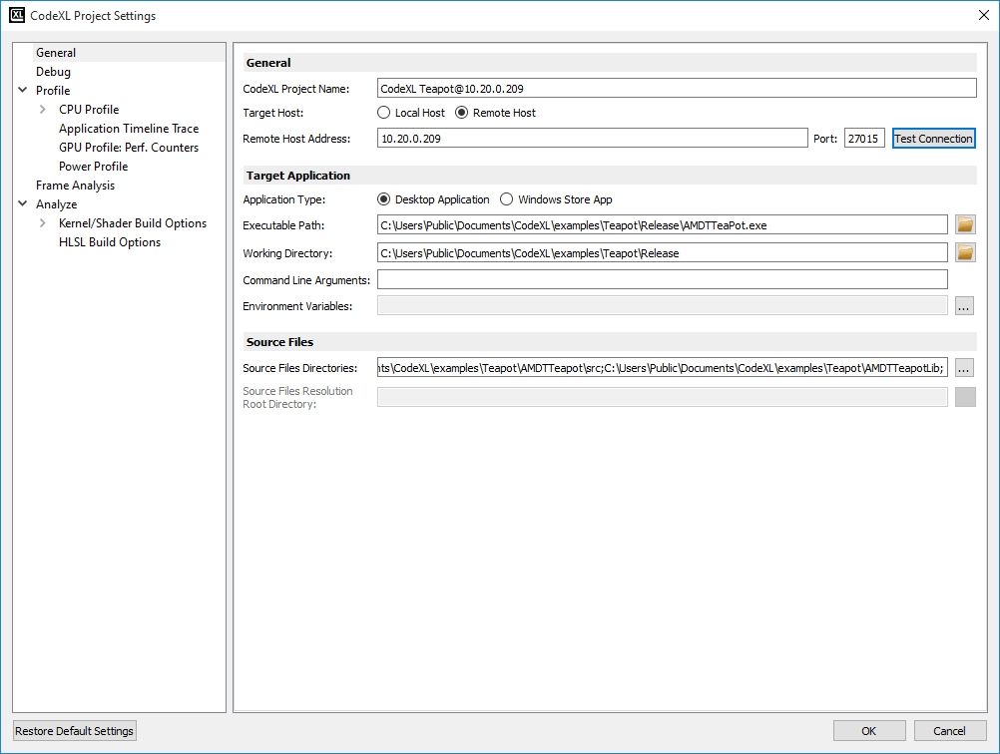 XL CodeXL Project Settings
General
Debug
Profile
CPU Profile
Application Timeline Trace
GPU Profile: Perf. Counters
Power Profile
Frame Analysis
Analyze
Kernel/Shader Build Options
HLSL Build Options
General
CodeXL Project Name: CodeXL Teapot@10.20.0.209
Target Host: Local Host Remote Host
Remote Host Address: 10.20.0.209 Port: 27015 Test Connection
Target Application
Application Type: Desktop Application Windows Store App
Executable Path: C:\Users\Public\Documents\CodeXL\examples\Teapot\Release\AMDTTeaPot.exe
Working Directory: C:\Users\Public\Documents\CodeXL\examples\Teapot\Release
Command Line Arguments:
Environment Variables: ...
Source Files
Source Files Directories: nts\CodeXL\examples\Teapot\AMDTTeapot\src;C:\Users\Public\Documents\CodeXL\examples\Teapot\AMDTTeapotLib; ...
Source Files Resolution
Root Directory:
Restore Default Settings OK Cancel